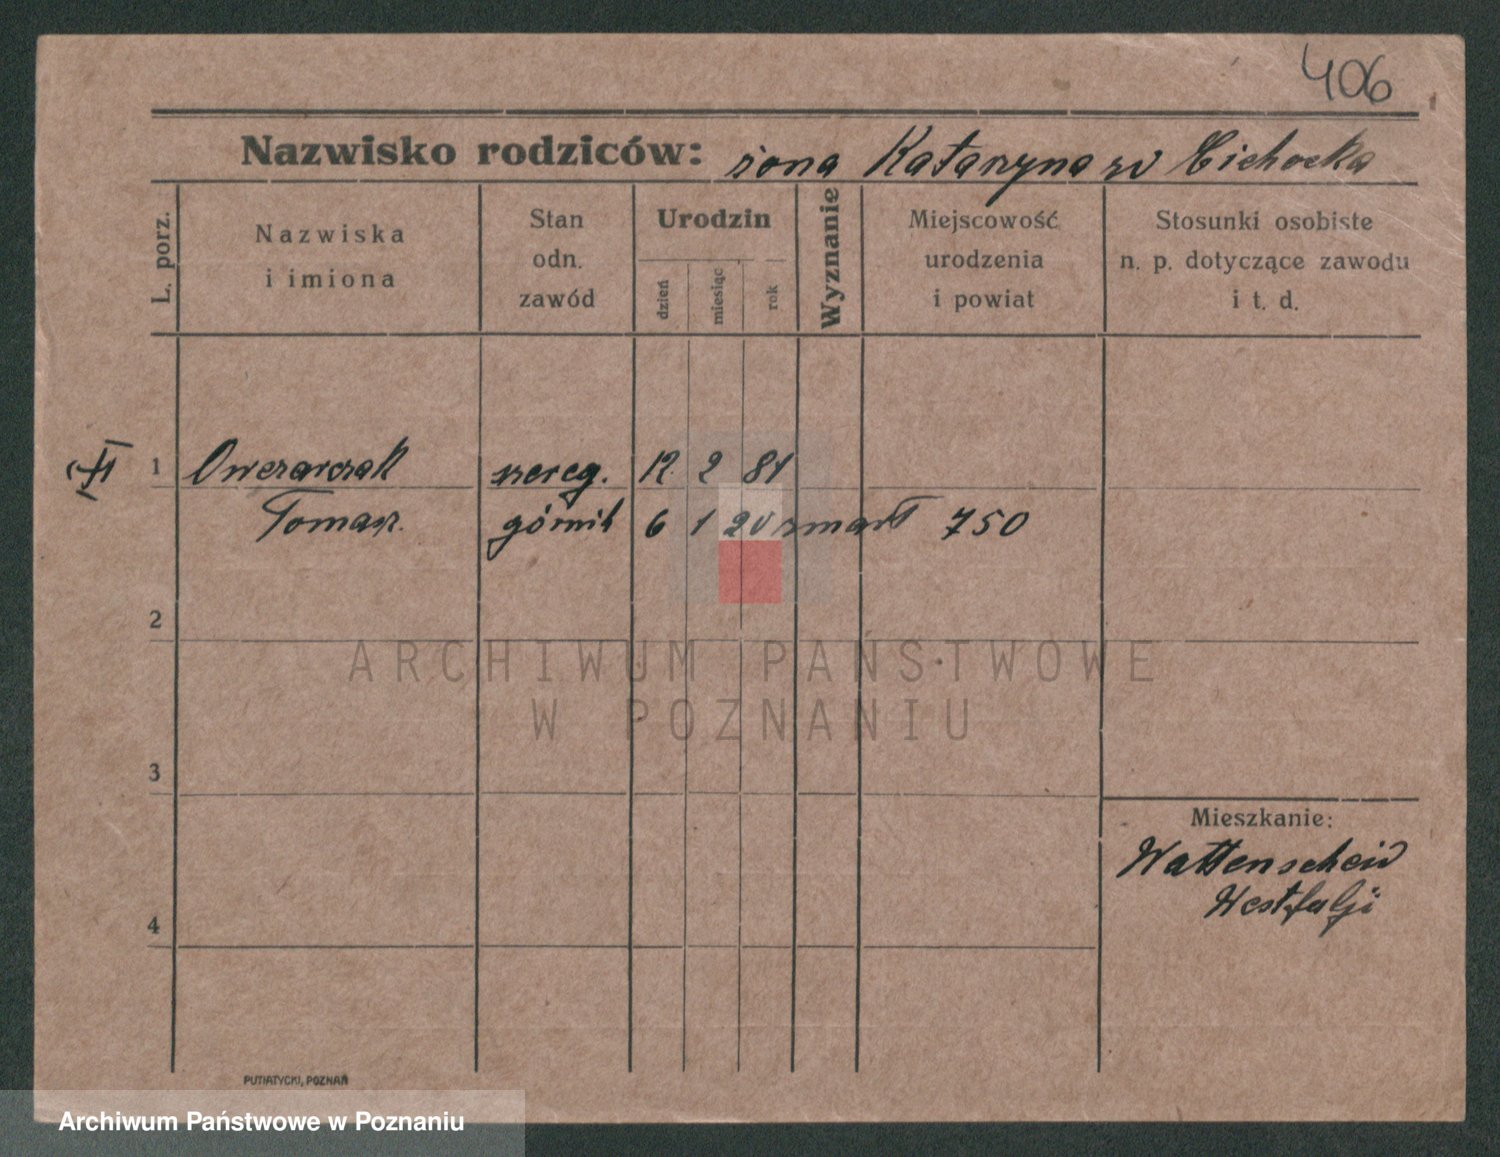 406
Nazwisko rodziców: żona Katarzyna zd Cichocka
L. porz.
Nazwiska
i imiona
Stan
odn.
zawód
Urodzin
dzień
miesiąc
rok
Wyznanie
Miejscowość
urodzenia
i powiat
Stosunki osobiste
n. p. dotyczące zawodu
i t. d.
1 Owczarczak szereg. 12. 2 81
Tomasz. górnik 6 1 20 zmarł 750
2
ARCHIWUM PAŃSTWOWE
W POZNANIU
3
Mieszkanie:
Wattenscheid
Westfalji
4
PUTIATYCKI, POZNAŃ
Archiwum Państwowe w Poznaniu